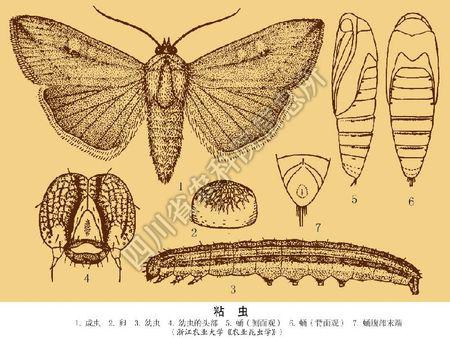 1
2
3
4
5
6
7
四川省农科院信息所
粘 虫
1. 成虫 2. 卵 3. 幼虫 4. 幼虫的头部 5. 蛹（侧面观） 6. 蛹（背面观） 7. 蛹腹部末端
（浙江农业大学《农业昆虫学》）